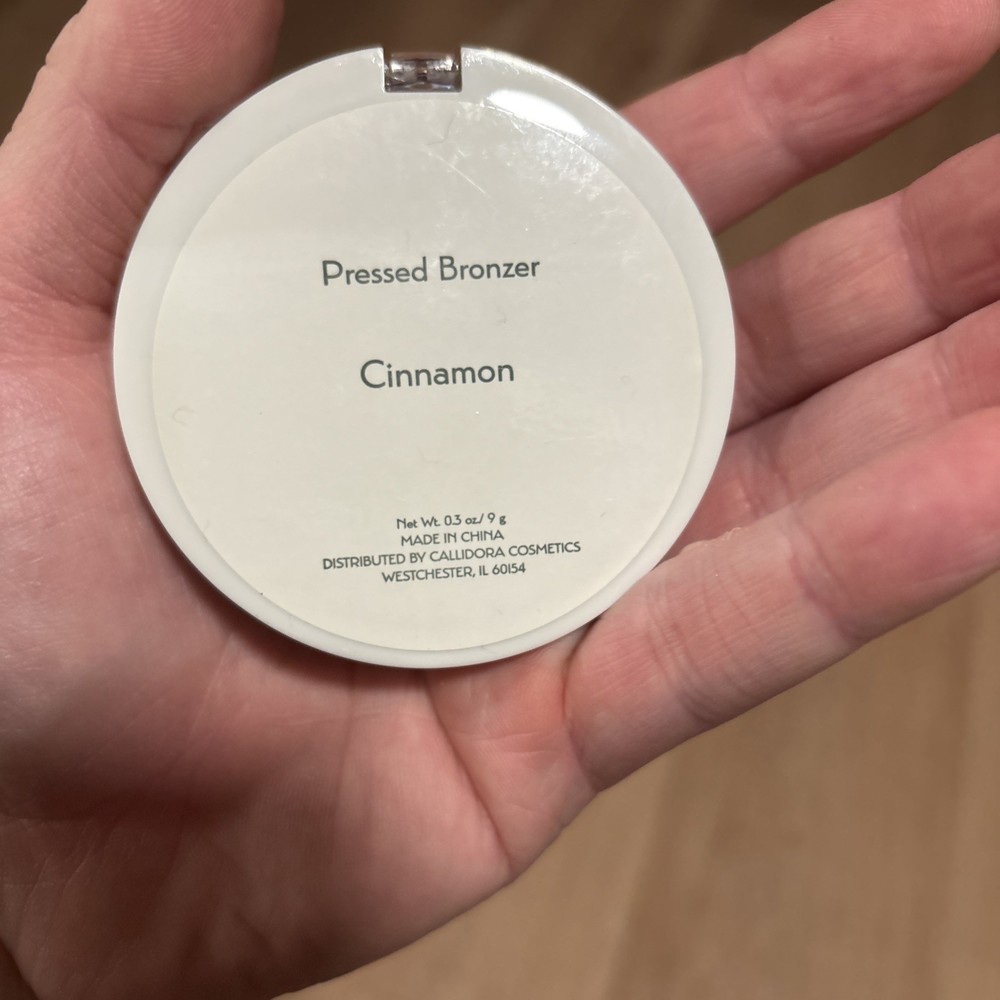 Pressed Bronzer
Cinnamon
Net Wt. 0.3 oz/ 9 g
MADE IN CHINA
DISTRIBUTED BY CALLIDORA COSMETICS
WESTCHESTER, IL 60154